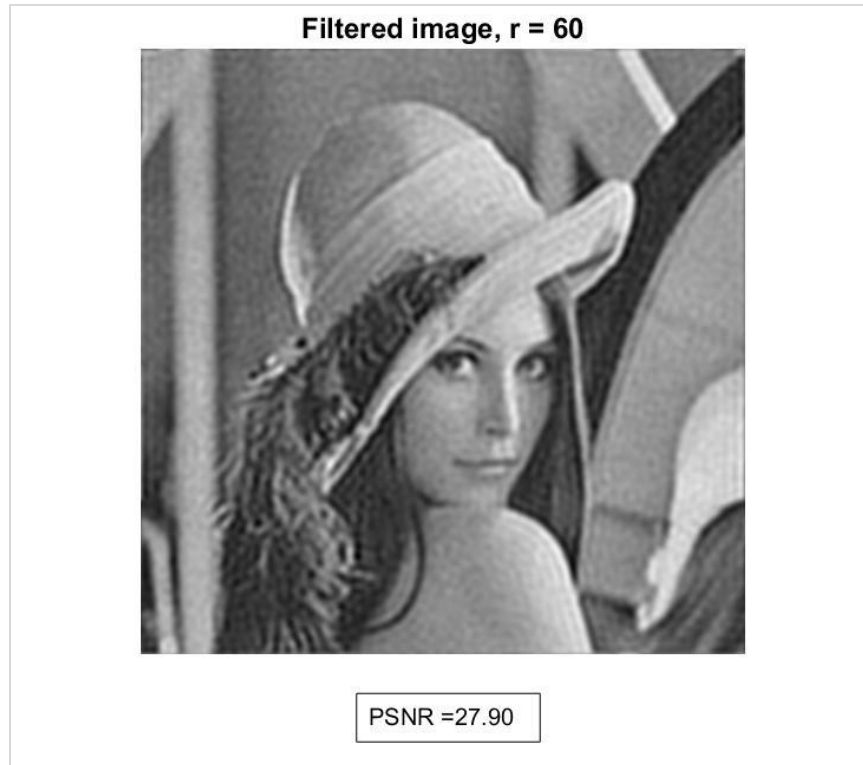 Filtered image, r = 60
PSNR =27.90